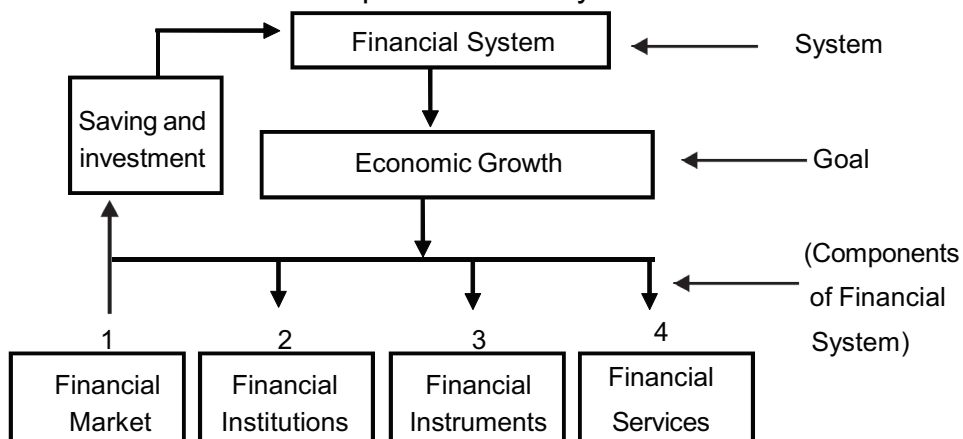 Financial System
System
Saving and
investment
Economic Growth
Goal
(Components
of Financial
System)
1
2
3
4
Financial
Market
Financial
Institutions
Financial
Instruments
Financial
Services